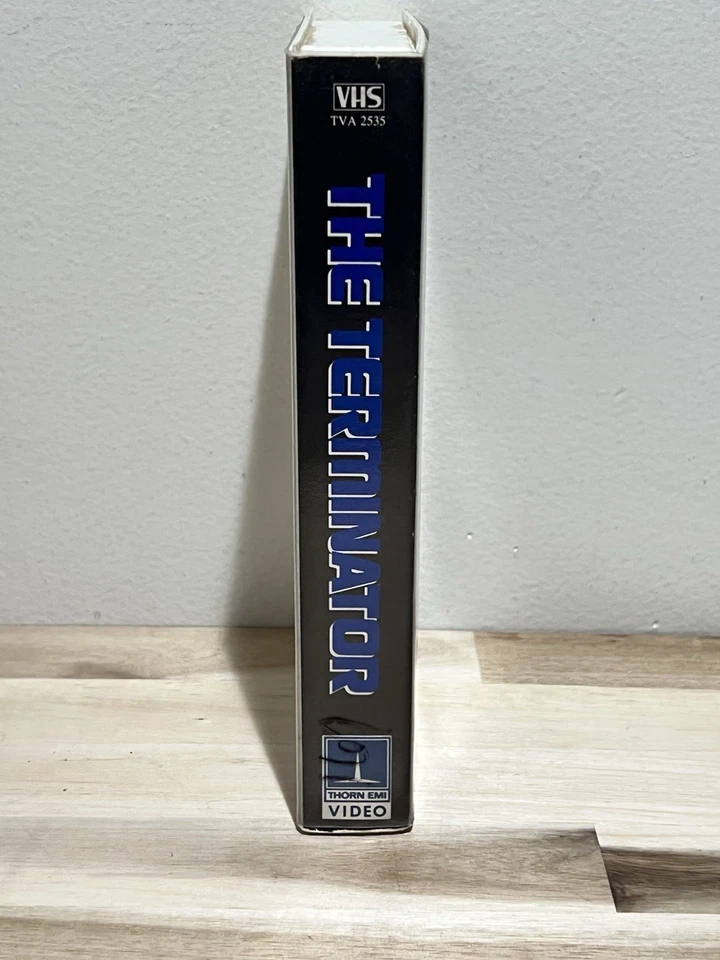 VHS
TVA 2535
THE TERMINATOR
THORN EMI
VIDEO